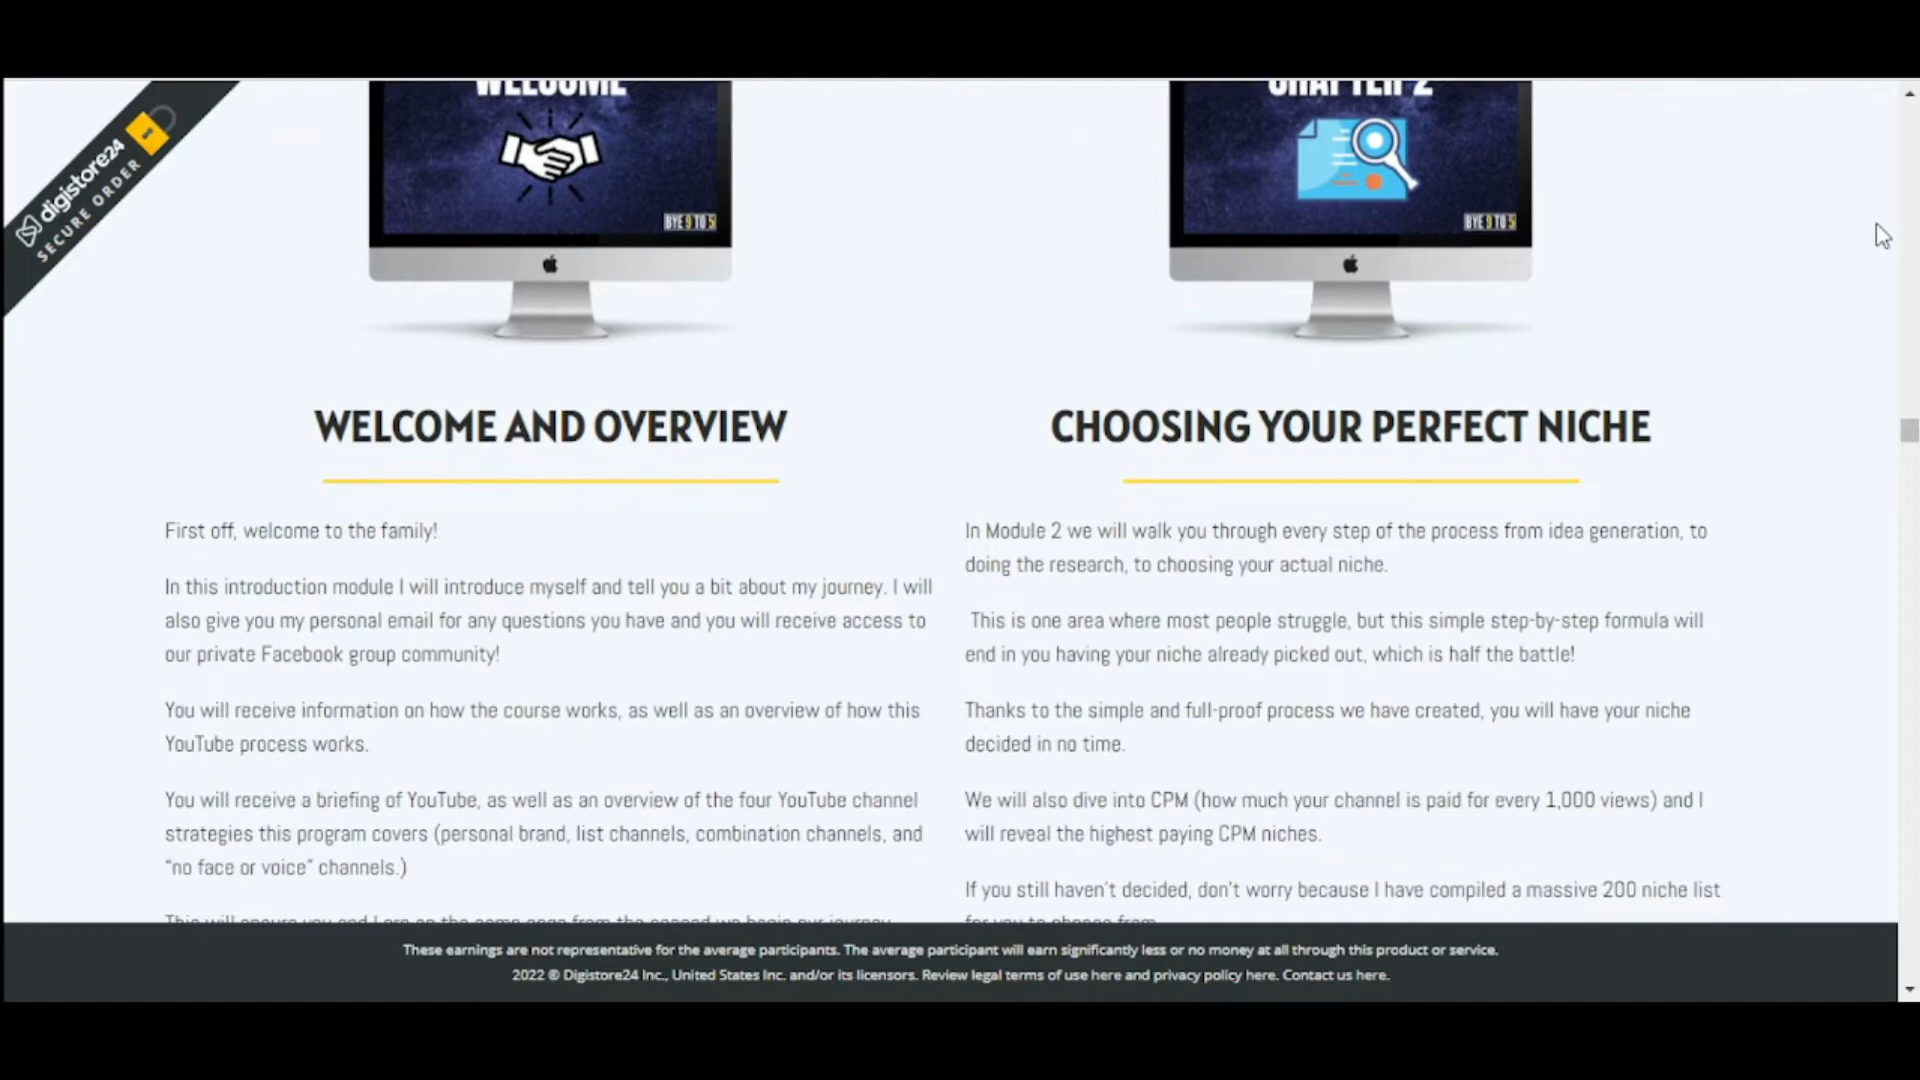 WELCOME
CHAPTER 2
digistore24
SECURE ORDER
BYE 9 TO 5
BYE 9 TO 5
WELCOME AND OVERVIEW
First off, welcome to the family!
In this introduction module I will introduce myself and tell you a bit about my journey. I will
also give you my personal email for any questions you have and you will receive access to
our private Facebook group community!
You will receive information on how the course works, as well as an overview of how this
YouTube process works.
You will receive a briefing of YouTube, as well as an overview of the four YouTube channel
strategies this program covers (personal brand, list channels, combination channels, and
“no face or voice” channels.)
CHOOSING YOUR PERFECT NICHE
In Module 2 we will walk you through every step of the process from idea generation, to
doing the research, to choosing your actual niche.
This is one area where most people struggle, but this simple step-by-step formula will
end in you having your niche already picked out, which is half the battle!
Thanks to the simple and full-proof process we have created, you will have your niche
decided in no time.
We will also dive into CPM (how much your channel is paid for every 1,000 views) and I
will reveal the highest paying CPM niches.
If you still haven't decided, don't worry because I have compiled a massive 200 niche list
for you to choose from
These earnings are not representative for the average participants. The average participant will earn significantly less or no money at all through this product or service.
2022 © Digistore24 Inc., United States Inc. and/or its licensors. Review legal terms of use here and privacy policy here. Contact us here.